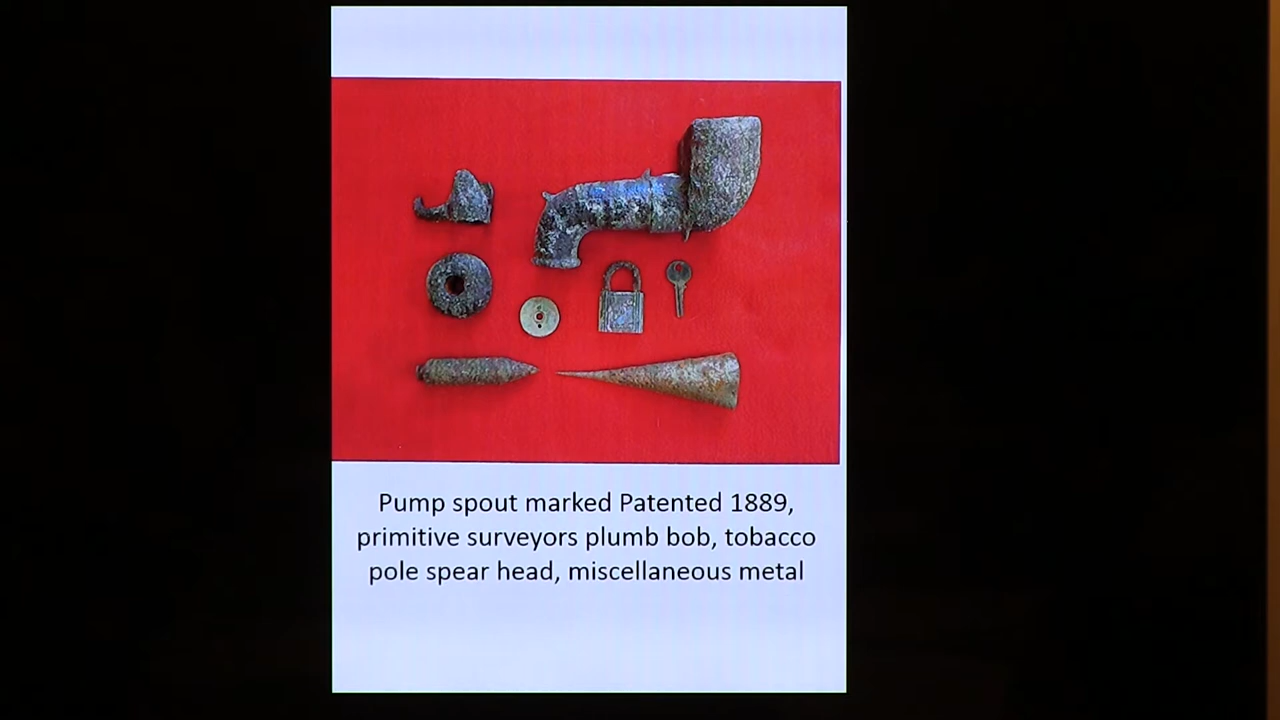 Pump spout marked Patented 1889,
primitive surveyors plumb bob, tobacco
pole spear head, miscellaneous metal